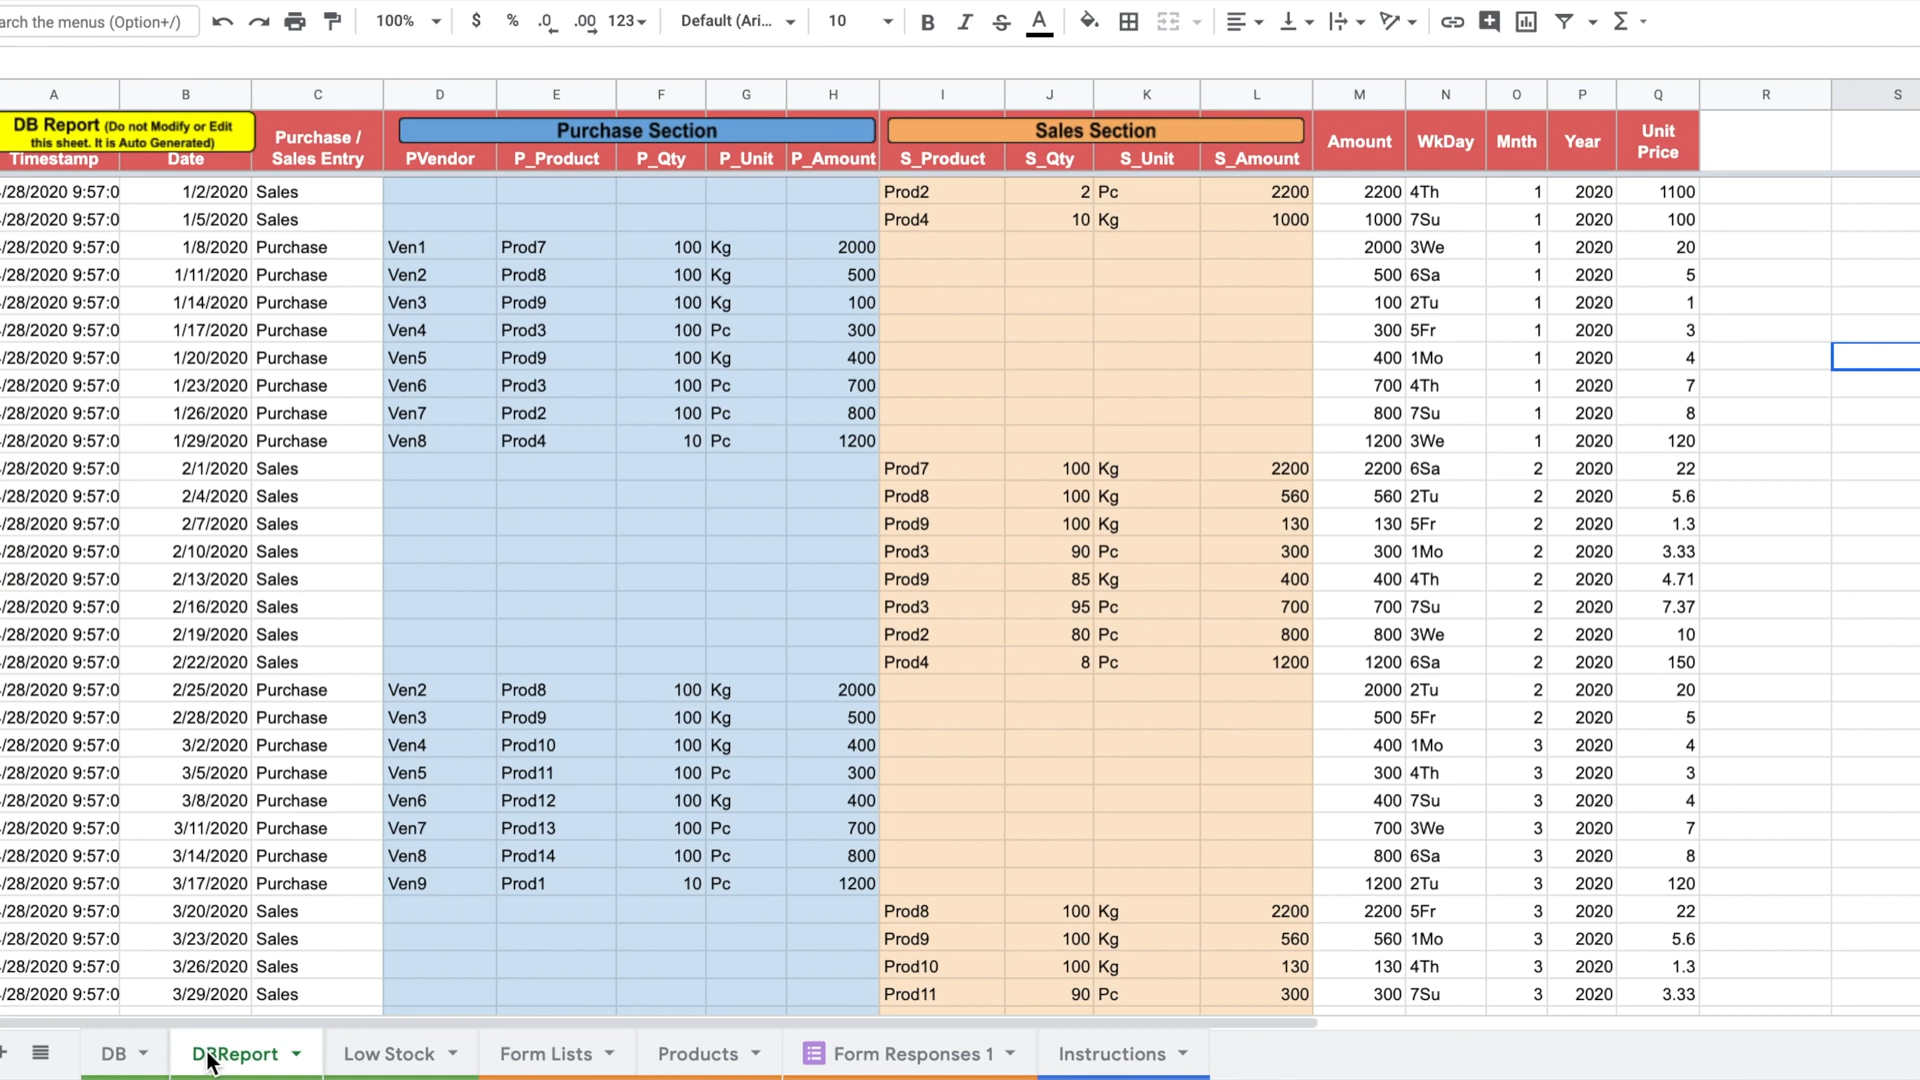 arch the menus (Option+/) 100% $ % .0 .00 123 Default (Ari... 10 B I S A Σ
A B C D E F G H I J K L M N O P Q R S
DB Report (Do not Modify or Edit
this sheet. It is Auto Generated)
Purchase Section Sales Section
Timestamp Date Purchase / Sales Entry PVendor P_Product P_Qty P_Unit P_Amount S_Product S_Qty S_Unit S_Amount Amount WkDay Mnth Year Unit Price
/28/2020 9:57:0 1/2/2020 Sales Prod2 2 Pc 2200 2200 4Th 1 2020 1100
/28/2020 9:57:0 1/5/2020 Sales Prod4 10 Kg 1000 1000 7Su 1 2020 100
/28/2020 9:57:0 1/8/2020 Purchase Ven1 Prod7 100 Kg 2000 2000 3We 1 2020 20
/28/2020 9:57:0 1/11/2020 Purchase Ven2 Prod8 100 Kg 500 500 6Sa 1 2020 5
/28/2020 9:57:0 1/14/2020 Purchase Ven3 Prod9 100 Kg 100 100 2Tu 1 2020 1
/28/2020 9:57:0 1/17/2020 Purchase Ven4 Prod3 100 Pc 300 300 5Fr 1 2020 3
/28/2020 9:57:0 1/20/2020 Purchase Ven5 Prod9 100 Kg 400 400 1Mo 1 2020 4
/28/2020 9:57:0 1/23/2020 Purchase Ven6 Prod3 100 Pc 700 700 4Th 1 2020 7
/28/2020 9:57:0 1/26/2020 Purchase Ven7 Prod2 100 Pc 800 800 7Su 1 2020 8
/28/2020 9:57:0 1/29/2020 Purchase Ven8 Prod4 10 Pc 1200 1200 3We 1 2020 120
/28/2020 9:57:0 2/1/2020 Sales Prod7 100 Kg 2200 2200 6Sa 2 2020 22
/28/2020 9:57:0 2/4/2020 Sales Prod8 100 Kg 560 560 2Tu 2 2020 5.6
/28/2020 9:57:0 2/7/2020 Sales Prod9 100 Kg 130 130 5Fr 2 2020 1.3
/28/2020 9:57:0 2/10/2020 Sales Prod3 90 Pc 300 300 1Mo 2 2020 3.33
/28/2020 9:57:0 2/13/2020 Sales Prod9 85 Kg 400 400 4Th 2 2020 4.71
/28/2020 9:57:0 2/16/2020 Sales Prod3 95 Pc 700 700 7Su 2 2020 7.37
/28/2020 9:57:0 2/19/2020 Sales Prod2 80 Pc 800 800 3We 2 2020 10
/28/2020 9:57:0 2/22/2020 Sales Prod4 8 Pc 1200 1200 6Sa 2 2020 150
/28/2020 9:57:0 2/25/2020 Purchase Ven2 Prod8 100 Kg 2000 2000 2Tu 2 2020 20
/28/2020 9:57:0 2/28/2020 Purchase Ven3 Prod9 100 Kg 500 500 5Fr 2 2020 5
/28/2020 9:57:0 3/2/2020 Purchase Ven4 Prod10 100 Kg 400 400 1Mo 3 2020 4
/28/2020 9:57:0 3/5/2020 Purchase Ven5 Prod11 100 Pc 300 300 4Th 3 2020 3
/28/2020 9:57:0 3/8/2020 Purchase Ven6 Prod12 100 Kg 400 400 7Su 3 2020 4
/28/2020 9:57:0 3/11/2020 Purchase Ven7 Prod13 100 Pc 700 700 3We 3 2020 7
/28/2020 9:57:0 3/14/2020 Purchase Ven8 Prod14 100 Pc 800 800 6Sa 3 2020 8
/28/2020 9:57:0 3/17/2020 Purchase Ven9 Prod1 10 Pc 1200 1200 2Tu 3 2020 120
/28/2020 9:57:0 3/20/2020 Sales Prod8 100 Kg 2200 2200 5Fr 3 2020 22
/28/2020 9:57:0 3/23/2020 Sales Prod9 100 Kg 560 560 1Mo 3 2020 5.6
/28/2020 9:57:0 3/26/2020 Sales Prod10 100 Kg 130 130 4Th 3 2020 1.3
/28/2020 9:57:0 3/29/2020 Sales Prod11 90 Pc 300 300 7Su 3 2020 3.33
DB DBReport Low Stock Form Lists Products Form Responses 1 Instructions